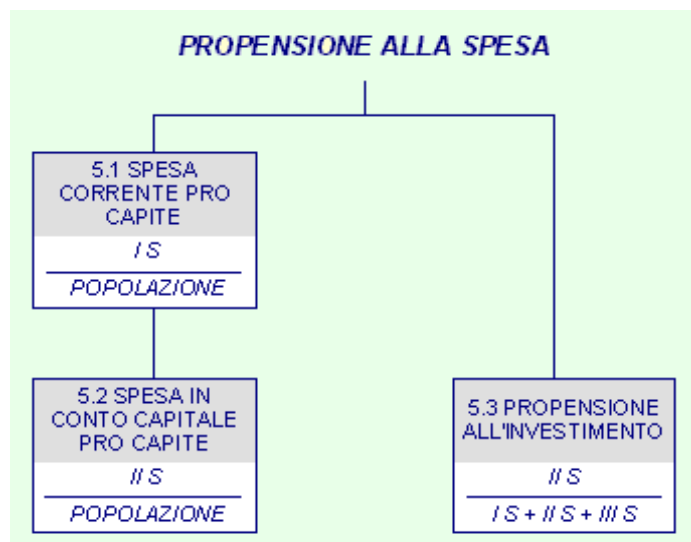 PROPENSIONE ALLA SPESA
5.1 SPESA
CORRENTE PRO
CAPITE
I S
POPOLAZIONE
5.2 SPESA IN
CONTO CAPITALE
PRO CAPITE
II S
POPOLAZIONE
5.3 PROPENSIONE
ALL'INVESTIMENTO
II S
I S + II S + III S